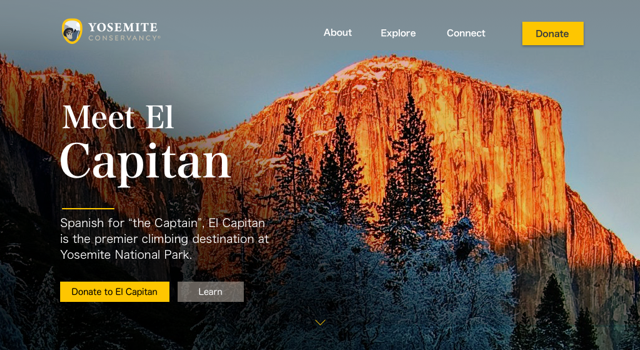 YOSEMITE
CONSERVANCY®
About
Explore
Connect
Donate
Meet El
Capitan
Spanish for “the Captain”, El Capitan
is the premier climbing destination at
Yosemite National Park.
Donate to El Capitan
Learn